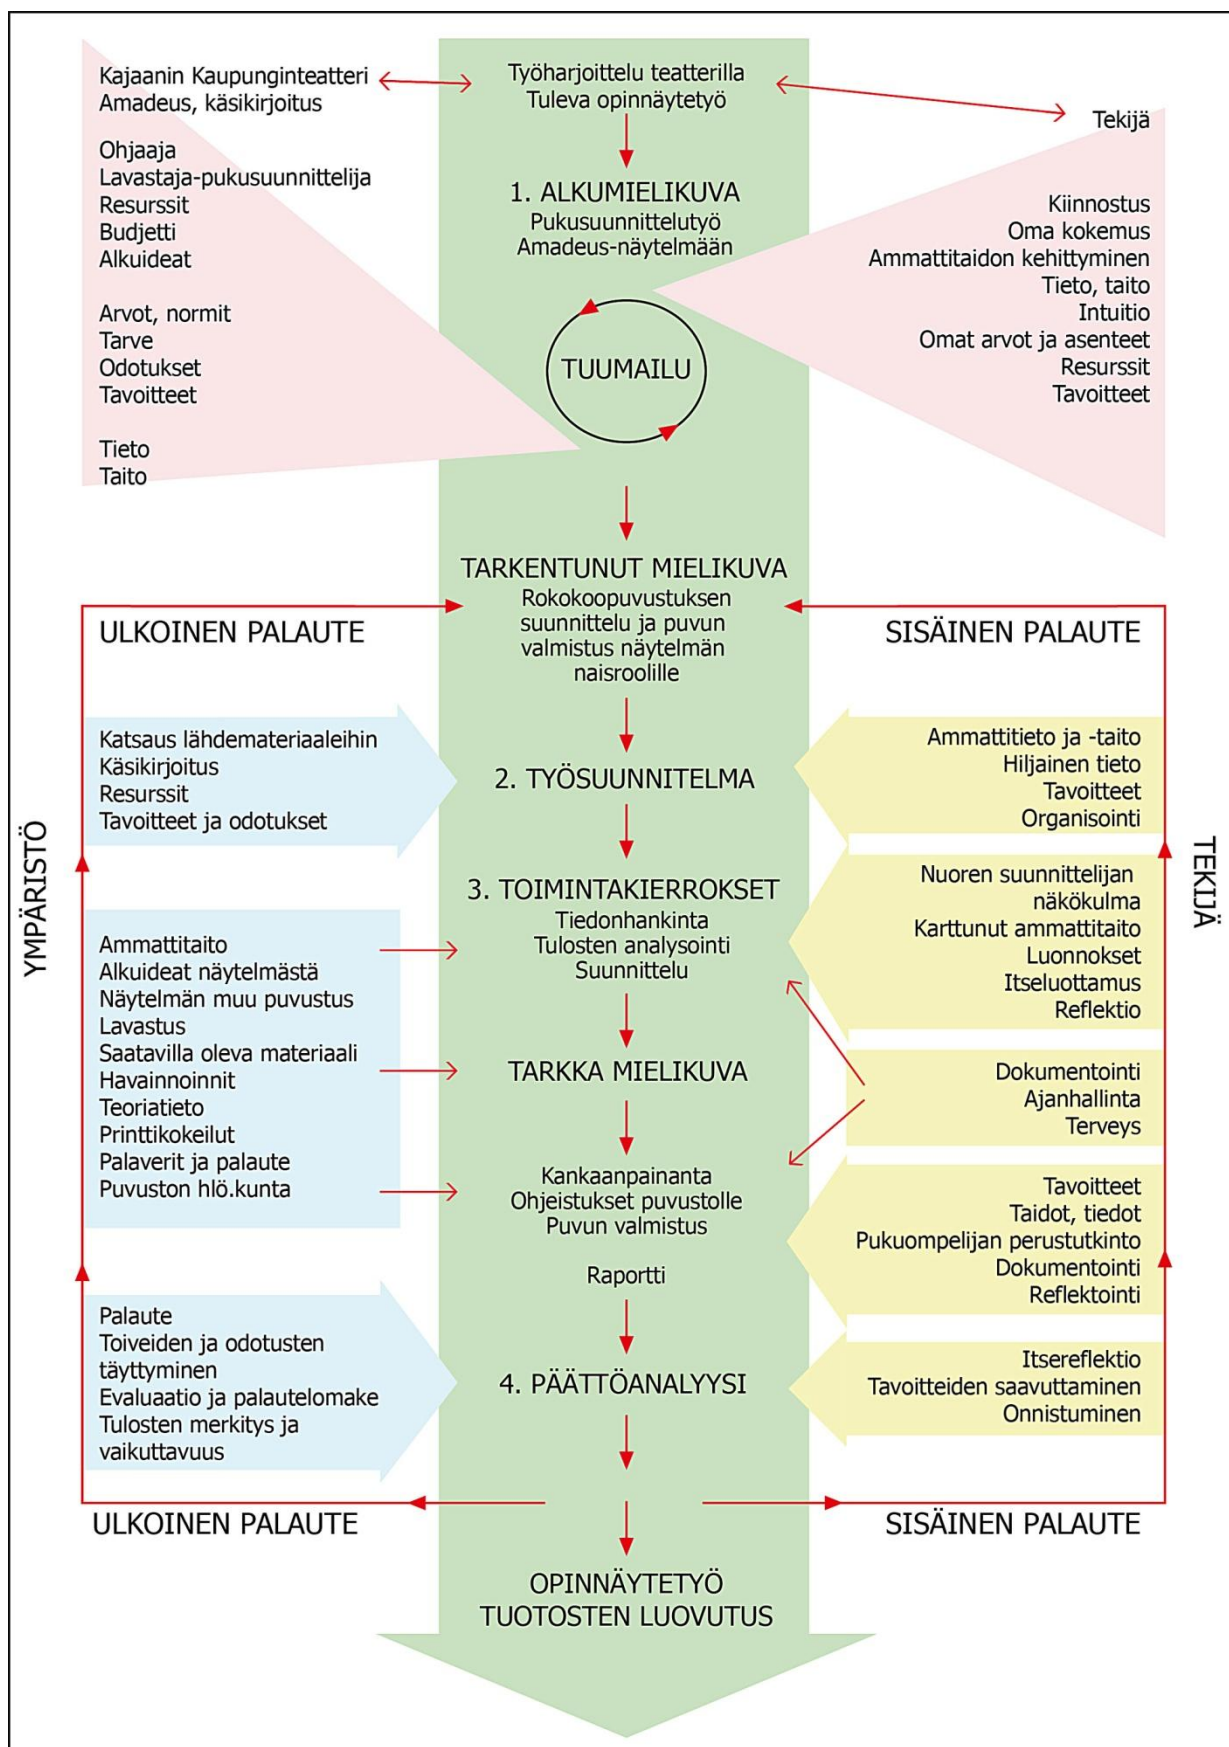 Kajaanin Kaupunginteatteri
Amadeus, käsikirjoitus
Ohjaaja
Lavastaja-pukusuunnittelija
Resurssit
Budjetti
Alkuideat
Arvot, normit
Tarve
Odotukset
Tavoitteet
Tieto
Taito
Työharjoittelu teatterilla
Tuleva opinnäytetyö
1. ALKUMIELIKUVA
Pukusuunnittelutyö
Amadeus-näytelmään
TUUMAILU
Tekijä
Kiinnostus
Oma kokemus
Ammattitaidon kehittyminen
Tieto, taito
Intuitio
Omat arvot ja asenteet
Resurssit
Tavoitteet
TARKENTUNUT MIELIKUVA
Rokokoopuvustuksen
suunnittelu ja puvun
valmistus näytelmän
naisroolille
ULKOINEN PALAUTE
SISÄINEN PALAUTE
YMPÄRISTÖ
TEKIJÄ
Katsaus lähdemateriaaleihin
Käsikirjoitus
Resurssit
Tavoitteet ja odotukset
2. TYÖSUUNNITELMA
Ammattitieto ja -taito
Hiljainen tieto
Tavoitteet
Organisointi
3. TOIMINTAKIERROKSET
Tiedonhankinta
Tulosten analysointi
Suunnittelu
Nuoren suunnittelijan
näkökulma
Karttunut ammattitaito
Luonnokset
Itseluottamus
Reflektio
Ammattitaito
Alkuideat näytelmästä
Näytelmän muu puvustus
Lavastus
Saatavilla oleva materiaali
Havainnoinnit
Teoriatieto
Printtikokeilut
Palaverit ja palaute
Puvuston hlö.kunta
TARKKA MIELIKUVA
Dokumentointi
Ajanhallinta
Terveys
Kankaanpainanta
Ohjeistukset puvustolle
Puvun valmistus
Raportti
Tavoitteet
Taidot, tiedot
Pukuompelijan perustutkinto
Dokumentointi
Reflektointi
Palaute
Toiveiden ja odotusten
täyttyminen
Evaluaatio ja palautelomake
Tulosten merkitys ja
vaikuttavuus
4. PÄÄTTÖANALYYSI
Itsereflektio
Tavoitteiden saavuttaminen
Onnistuminen
ULKOINEN PALAUTE
SISÄINEN PALAUTE
OPINNÄYTETYÖ
TUOTOSTEN LUOVUTUS